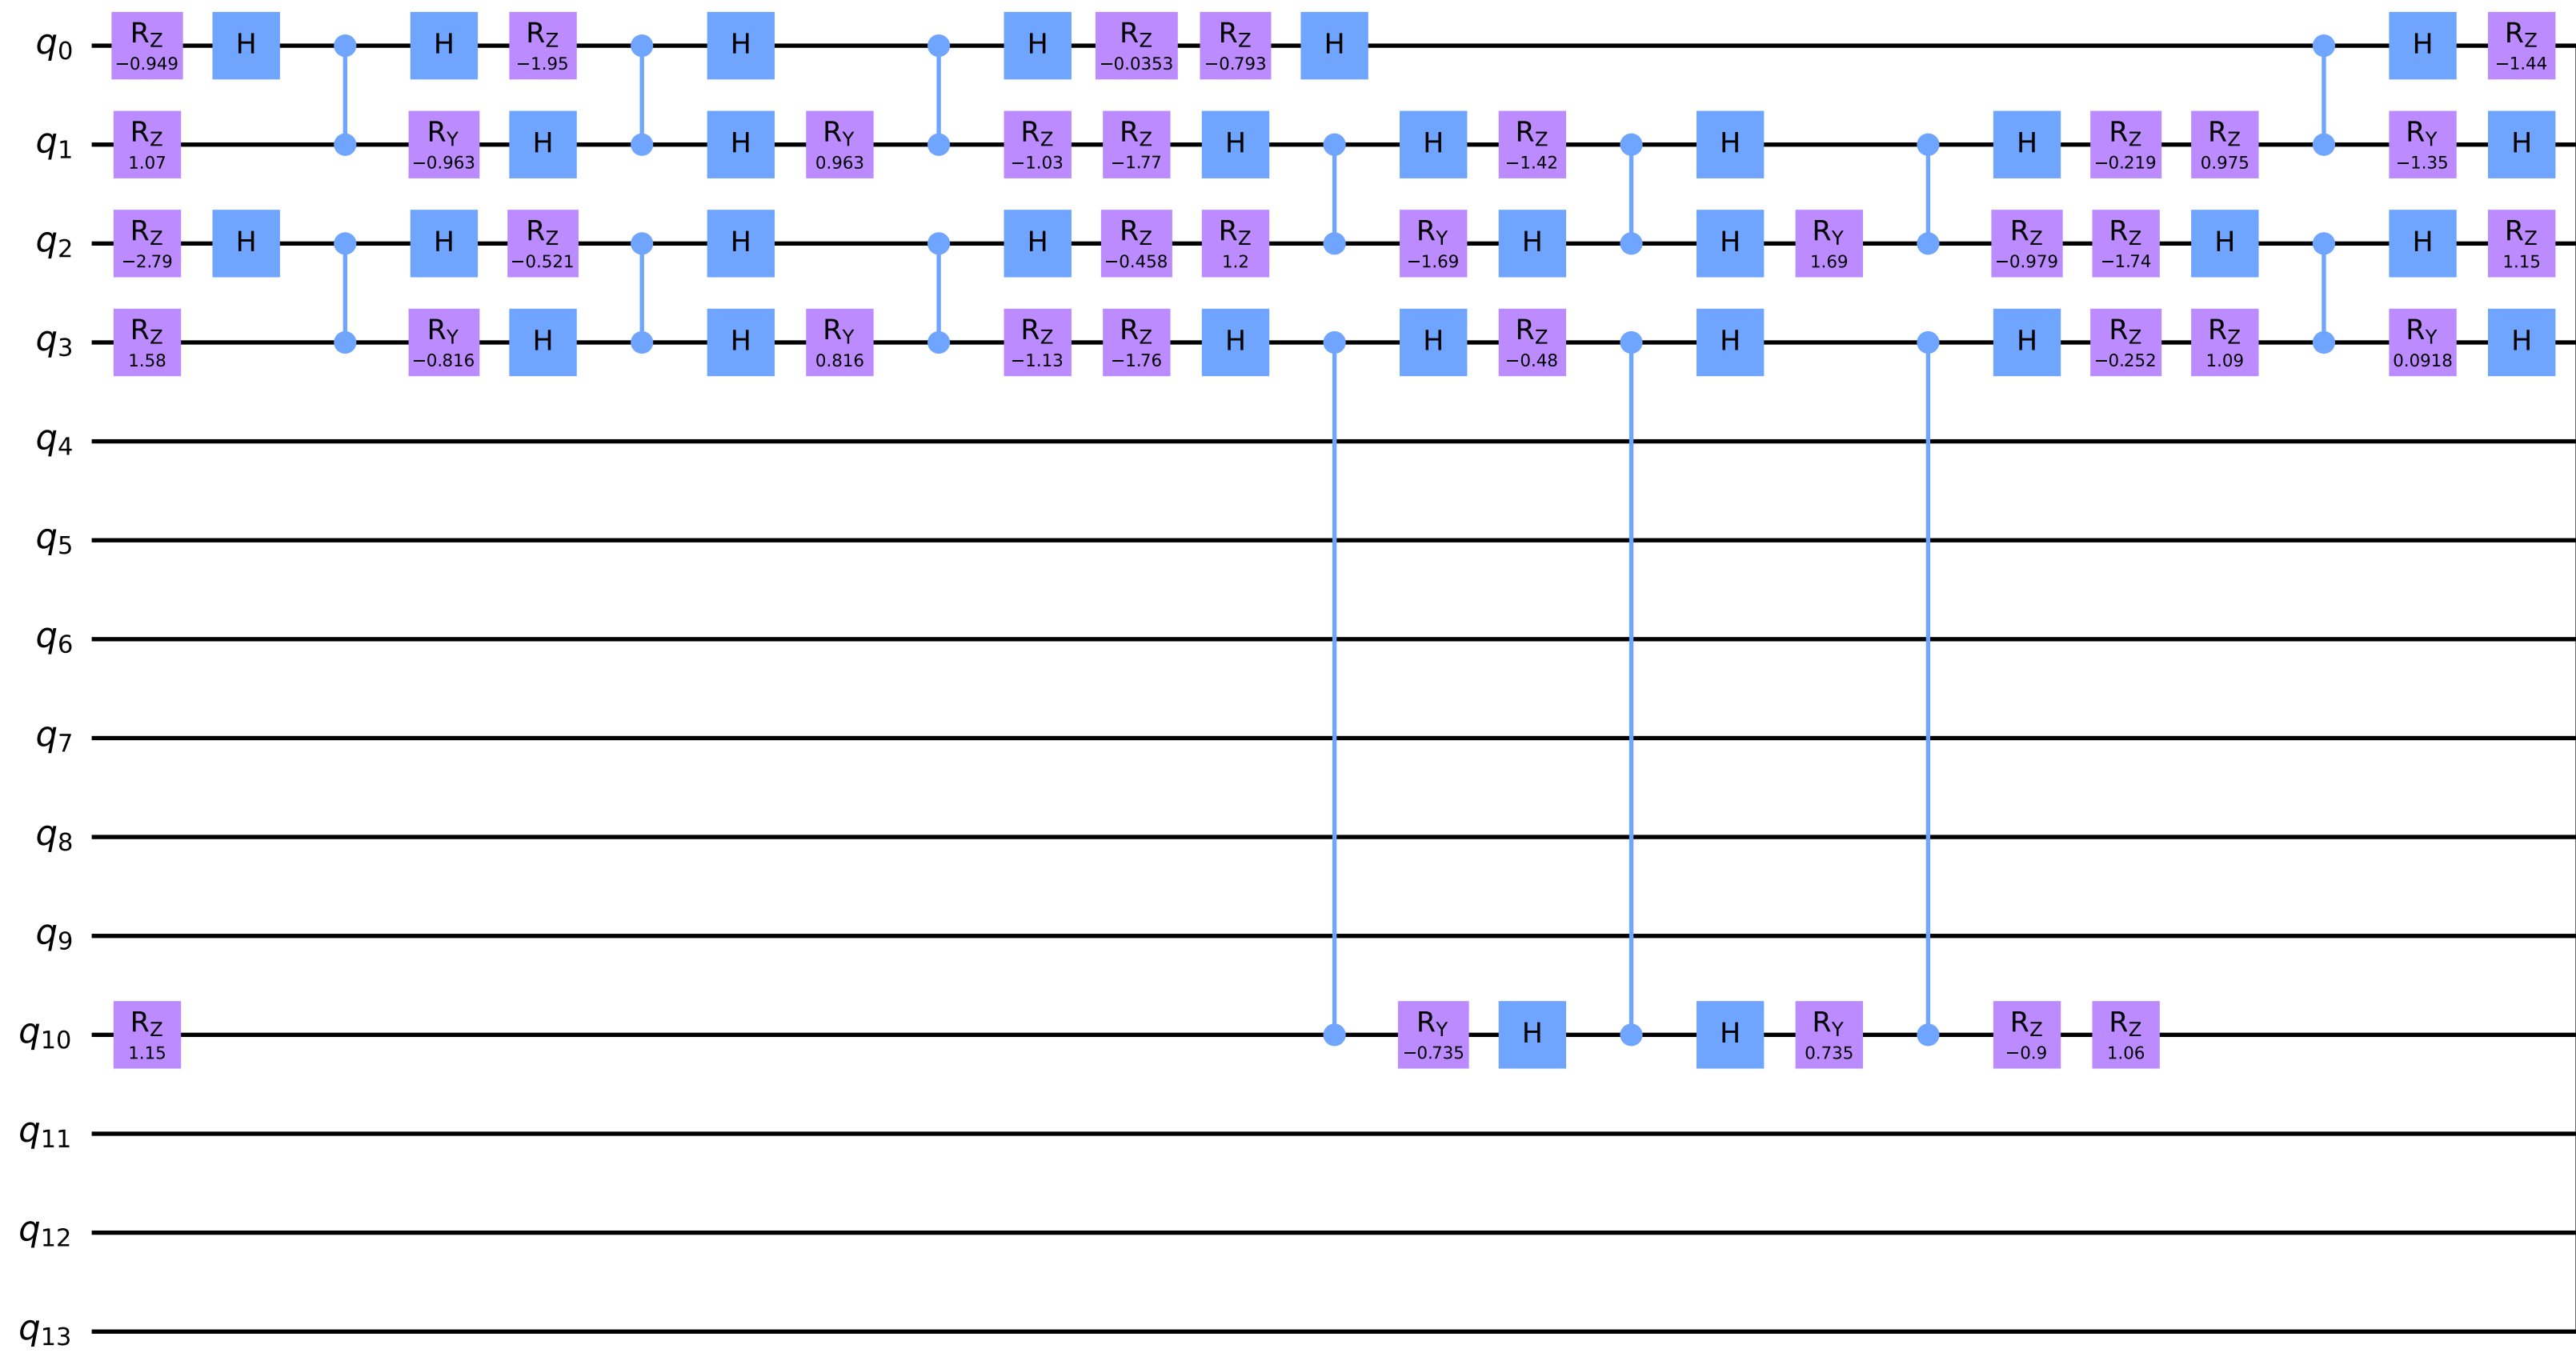 q0 RZ −0.949 H H RZ −1.95 H H RZ −0.0353 RZ −0.793 H H RZ −1.44
q1 RZ 1.07 RY −0.963 H H RY 0.963 RZ −1.03 RZ −1.77 H H RZ −1.42 H H RZ −0.219 RZ 0.975 RY −1.35 H
q2 RZ −2.79 H H RZ −0.521 H H RZ −0.458 RZ 1.2 RY −1.69 H H RY 1.69 RZ −0.979 RZ −1.74 H H RZ 1.15
q3 RZ 1.58 RY −0.816 H H RY 0.816 RZ −1.13 RZ −1.76 H H RZ −0.48 H H RZ −0.252 RZ 1.09 RY 0.0918 H
q4
q5
q6
q7
q8
q9
q10 RZ 1.15 RY −0.735 H H RY 0.735 RZ −0.9 RZ 1.06
q11
q12
q13